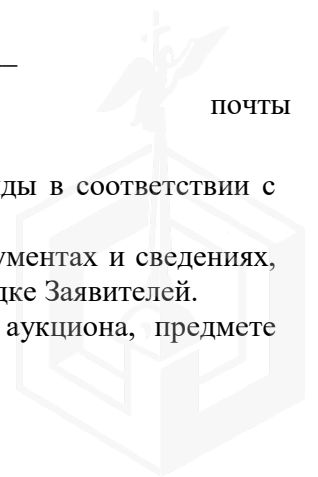 почты
ды в соответствии с
ументах и сведениях,
дке Заявителей.
аукциона, предмете